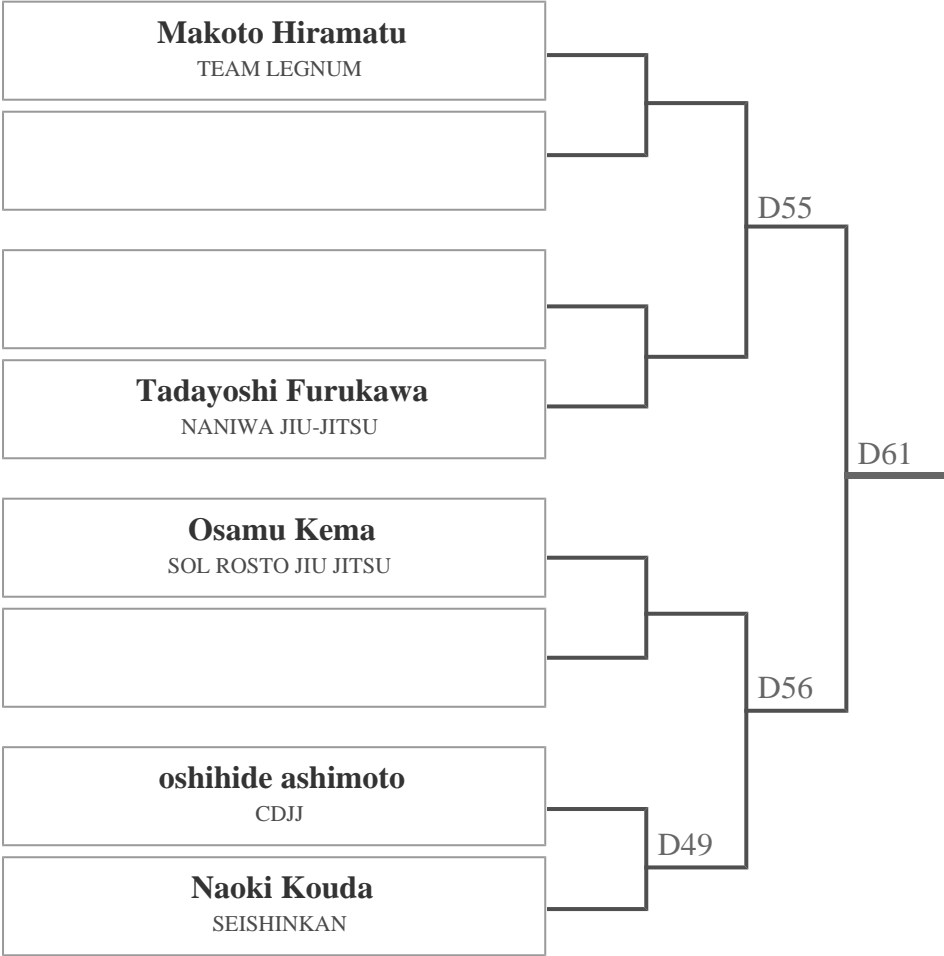 Makoto Hiramatu
TEAM LEGNUM
D55
Tadayoshi Furukawa
NANIWA JIU-JITSU
D61
Osamu Kema
SOL ROSTO JIU JITSU
D56
oshihide ashimoto
CDJJ
D49
Naoki Kouda
SEISHINKAN